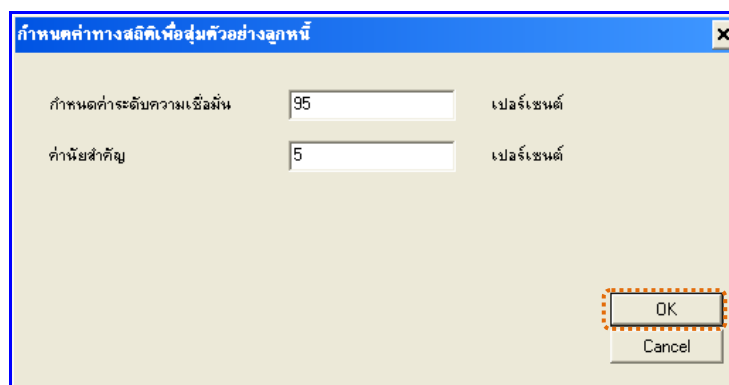 กำหนดค่าทางสถิติเพื่อสุ่มตัวอย่างลูกหนี้
กำหนดค่าระดับความเชื่อมั่น 95 เปอร์เซนต์
ค่านัยสำคัญ 5 เปอร์เซนต์
OK
Cancel